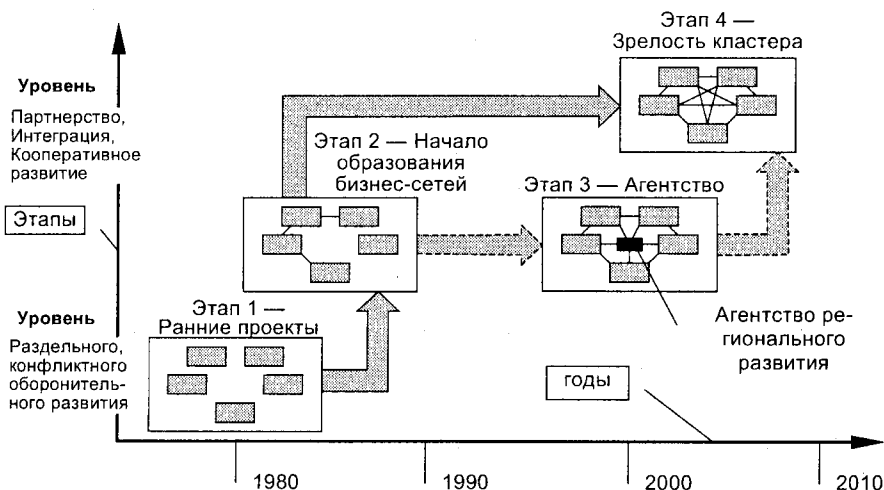 Этап 4 —
Зрелость кластера
Уровень
Партнерство,
Интеграция,
Кооперативное
развитие
Этап 2 — Начало
образования
бизнес-сетей
Этап 3 — Агентство
Этапы
Этап 1 —
Ранние проекты
Уровень
Раздельного,
конфликтного
оборонитель-
ного развития
Агентство ре-
гионального
развития
годы
1980
1990
2000
2010